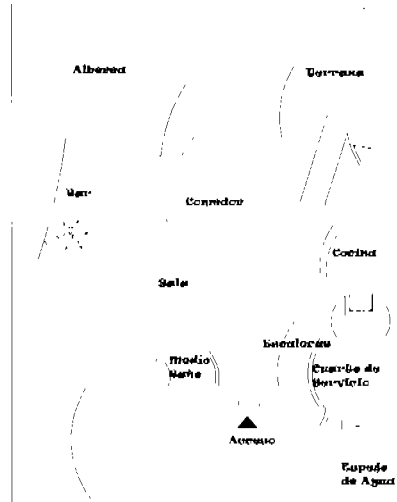 Alberca
Terraza
Bar
Comedor
Cocina
Sala
Escaleras
Medio
Baño
Cuarto de
Servicio
Acceso
Espejo
de Agua